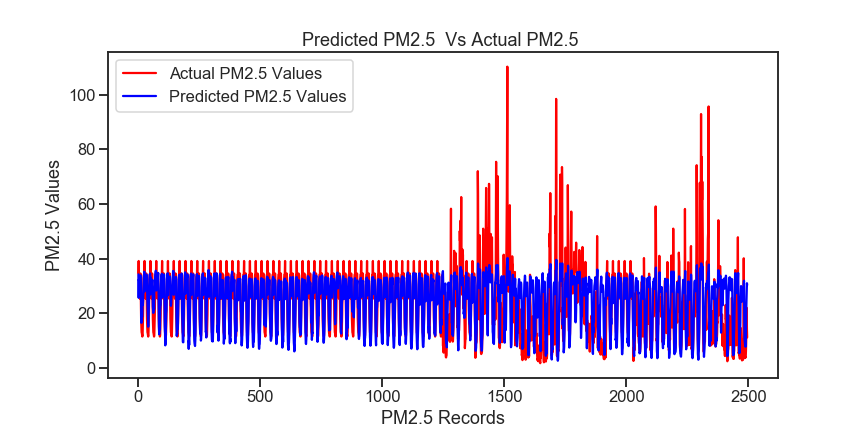 Predicted PM2.5  Vs Actual PM2.5
Actual PM2.5 Values
Predicted PM2.5 Values
PM2.5 Values
100
80
60
40
20
0
0 500 1000 1500 2000 2500
PM2.5 Records